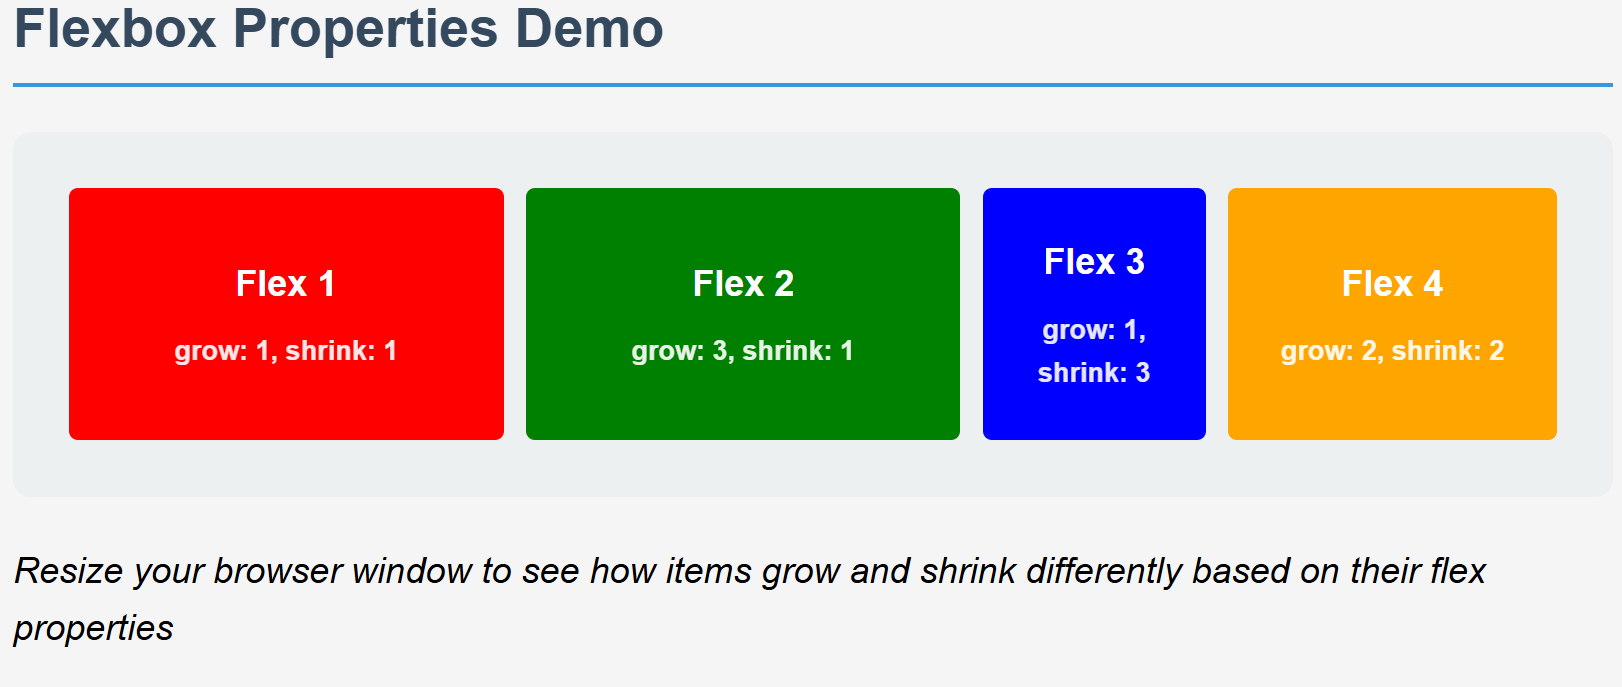 Flexbox Properties Demo
Flex 1
grow: 1, shrink: 1
Flex 2
grow: 3, shrink: 1
Flex 3
grow: 1,
shrink: 3
Flex 4
grow: 2, shrink: 2
Resize your browser window to see how items grow and shrink differently based on their flex
properties